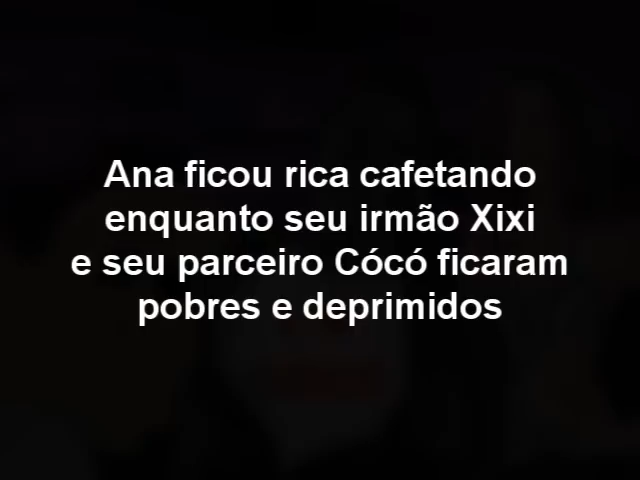 Ana ficou rica cafetando
enquanto seu irmão Xixi
e seu parceiro Cócó ficaram
pobres e deprimidos